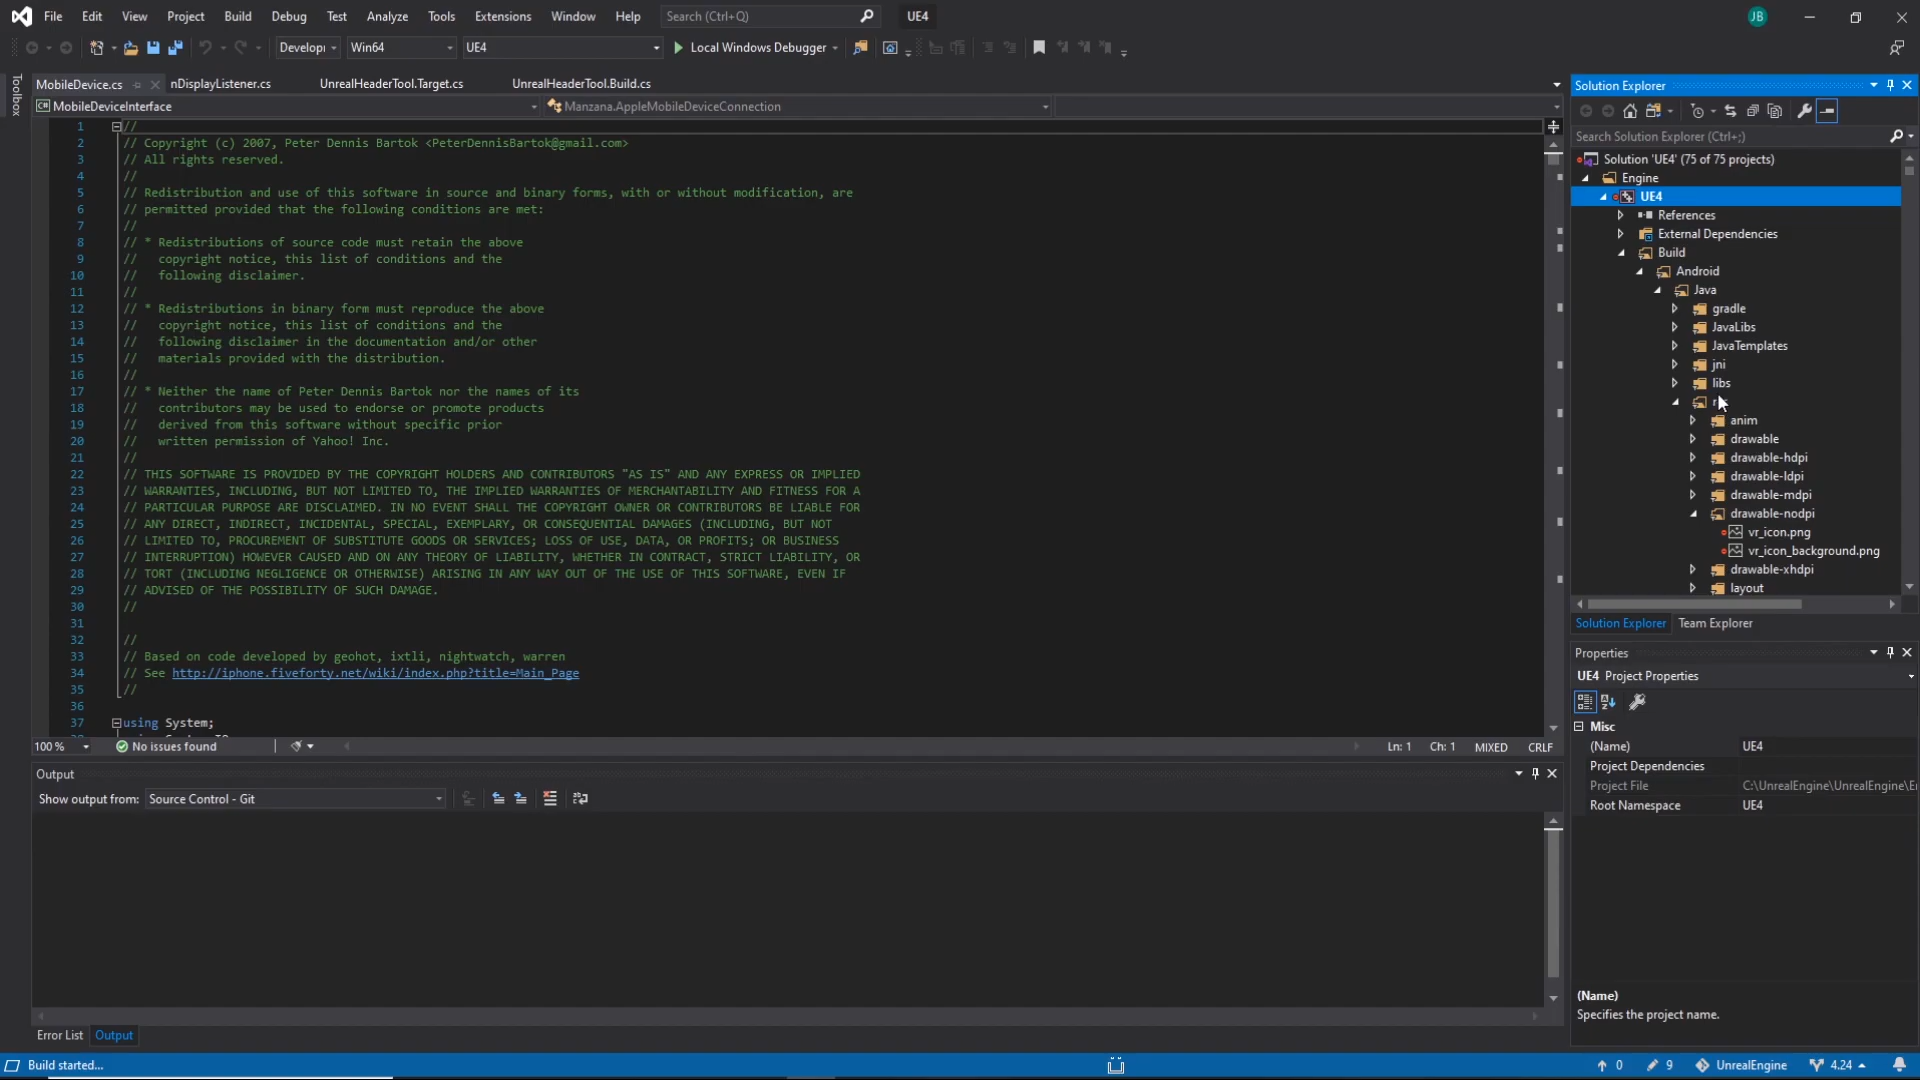 File Edit View Project Build Debug Test Analyze Tools Extensions Window Help Search (Ctrl+Q) UE4 JB
Win64 UE4 Local Windows Debugger
Toolbox
MobileDevice.cs nDisplayListener.cs UnrealHeaderTool.Target.cs UnrealHeaderTool.Build.cs
MobileDeviceInterface Manzana.AppleMobileDeviceConnection
1 //
2 // Copyright (c) 2007, Peter Dennis Bartok <PeterDennisBartok@gmail.com>
3 // All rights reserved.
4 //
5 // Redistribution and use of this software in source and binary forms, with or without modification, are
6 // permitted provided that the following conditions are met:
7 //
8 // * Redistributions of source code must retain the above
9 //   copyright notice, this list of conditions and the
10 //   following disclaimer.
11 //
12 // * Redistributions in binary form must reproduce the above
13 //   copyright notice, this list of conditions and the
14 //   following disclaimer in the documentation and/or other
15 //   materials provided with the distribution.
16 //
17 // * Neither the name of Peter Dennis Bartok nor the names of its
18 //   contributors may be used to endorse or promote products
19 //   derived from this software without specific prior
20 //   written permission of Yahoo! Inc.
21 //
22 // THIS SOFTWARE IS PROVIDED BY THE COPYRIGHT HOLDERS AND CONTRIBUTORS "AS IS" AND ANY EXPRESS OR IMPLIED
23 // WARRANTIES, INCLUDING, BUT NOT LIMITED TO, THE IMPLIED WARRANTIES OF MERCHANTABILITY AND FITNESS FOR A
24 // PARTICULAR PURPOSE ARE DISCLAIMED. IN NO EVENT SHALL THE COPYRIGHT OWNER OR CONTRIBUTORS BE LIABLE FOR
25 // ANY DIRECT, INDIRECT, INCIDENTAL, SPECIAL, EXEMPLARY, OR CONSEQUENTIAL DAMAGES (INCLUDING, BUT NOT
26 // LIMITED TO, PROCUREMENT OF SUBSTITUTE GOODS OR SERVICES; LOSS OF USE, DATA, OR PROFITS; OR BUSINESS
27 // INTERRUPTION) HOWEVER CAUSED AND ON ANY THEORY OF LIABILITY, WHETHER IN CONTRACT, STRICT LIABILITY, OR
28 // TORT (INCLUDING NEGLIGENCE OR OTHERWISE) ARISING IN ANY WAY OUT OF THE USE OF THIS SOFTWARE, EVEN IF
29 // ADVISED OF THE POSSIBILITY OF SUCH DAMAGE.
30 //
31
32 //
33 // Based on code developed by geohot, ixtli, nightwatch, warren
34 // See http://iphone.fiveforty.net/wiki/index.php?title=Main_Page
35 //
36
37 using System;
100 % No issues found Ln: 1 Ch: 1 MIXED CRLF
Output
Show output from: Source Control - Git
Error List Output
Solution Explorer
Search Solution Explorer (Ctrl+;)
Solution 'UE4' (75 of 75 projects)
Engine
UE4
References
External Dependencies
Build
Android
Java
gradle
JavaLibs
JavaTemplates
jni
libs
anim
drawable
drawable-hdpi
drawable-ldpi
drawable-mdpi
drawable-nodpi
vr_icon.png
vr_icon_background.png
drawable-xhdpi
layout
Solution Explorer Team Explorer
Properties
UE4 Project Properties
Misc
(Name) UE4
Project Dependencies
Project File C:\UnrealEngine\UnrealEngine\
Root Namespace UE4
(Name)
Specifies the project name.
Build started... 0 9 UnrealEngine 4.24